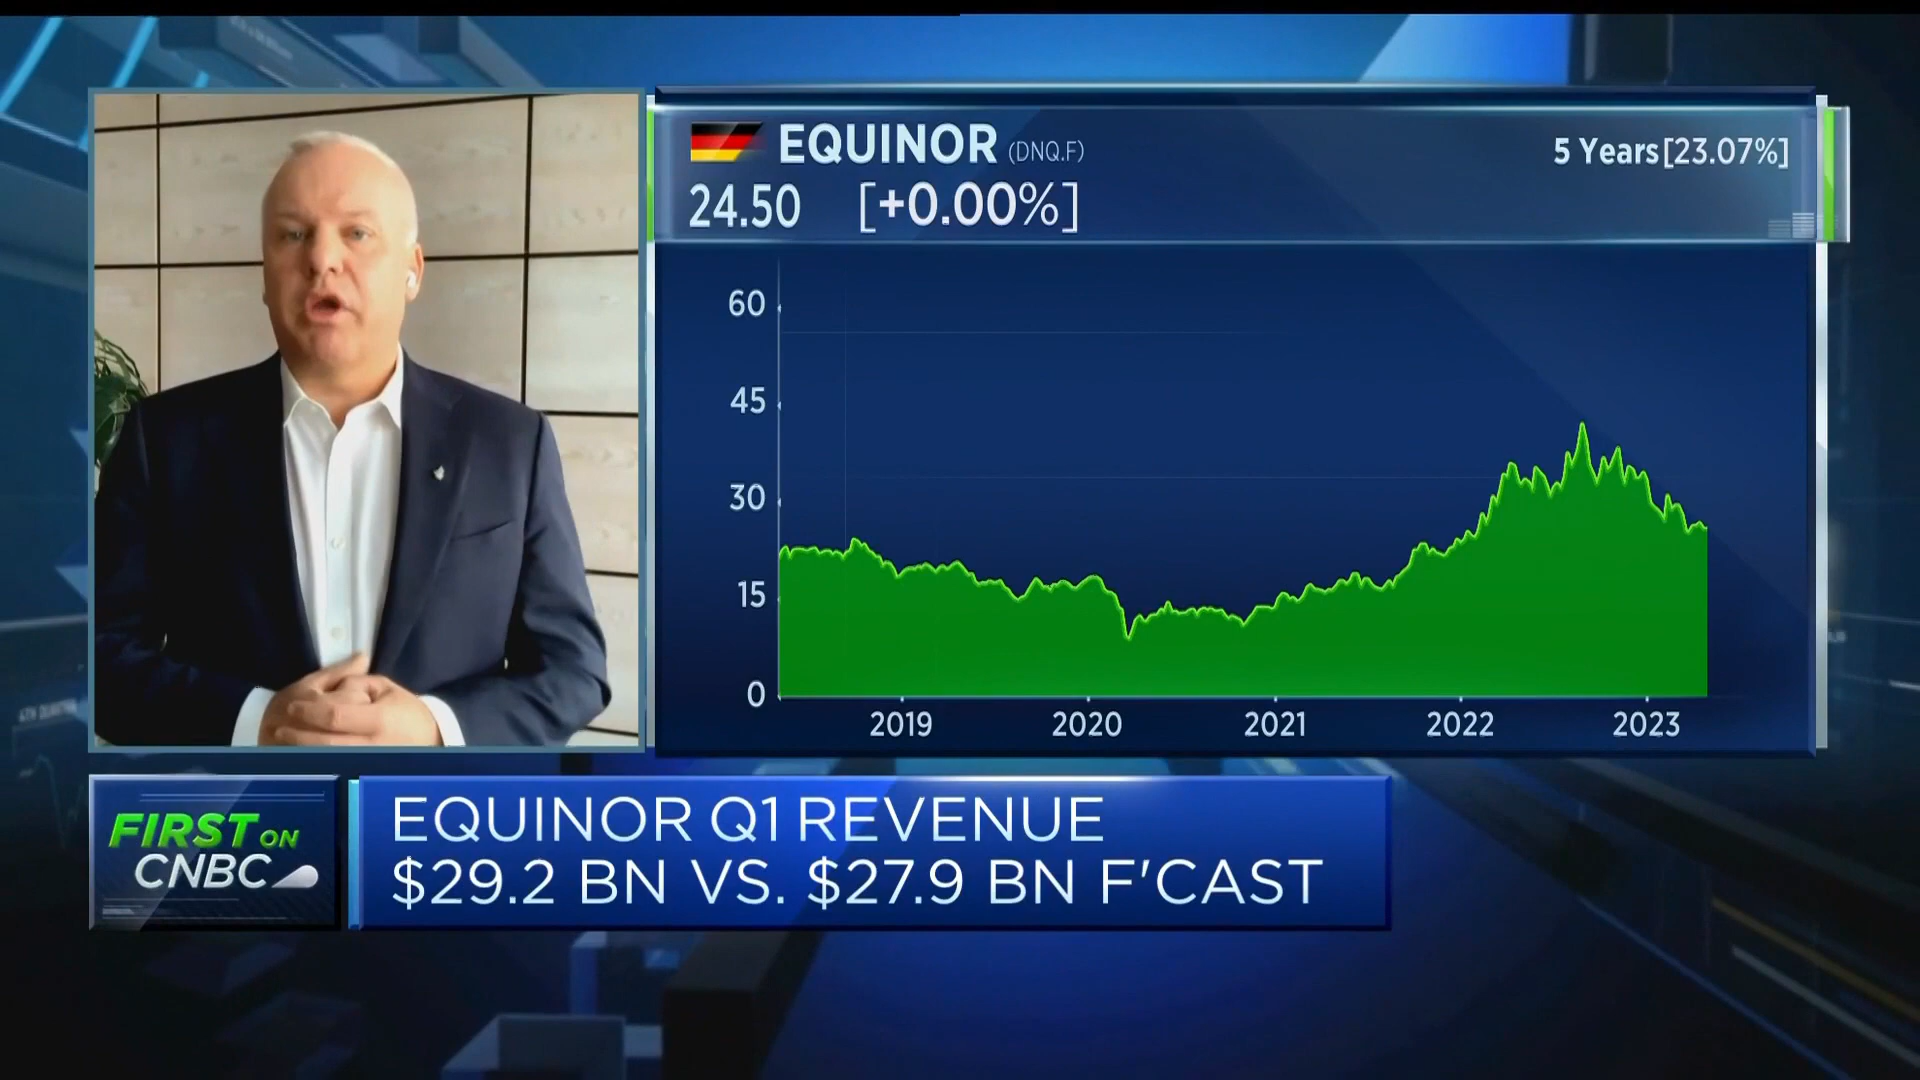 EQUINOR (DNQ.F)
5 Years[23.07%]
24.50 [+0.00%]
60
45
30
15
0
2019 2020 2021 2022 2023
FIRST ON
CNBC
EQUINOR Q1 REVENUE
$29.2 BN VS. $27.9 BN F'CAST